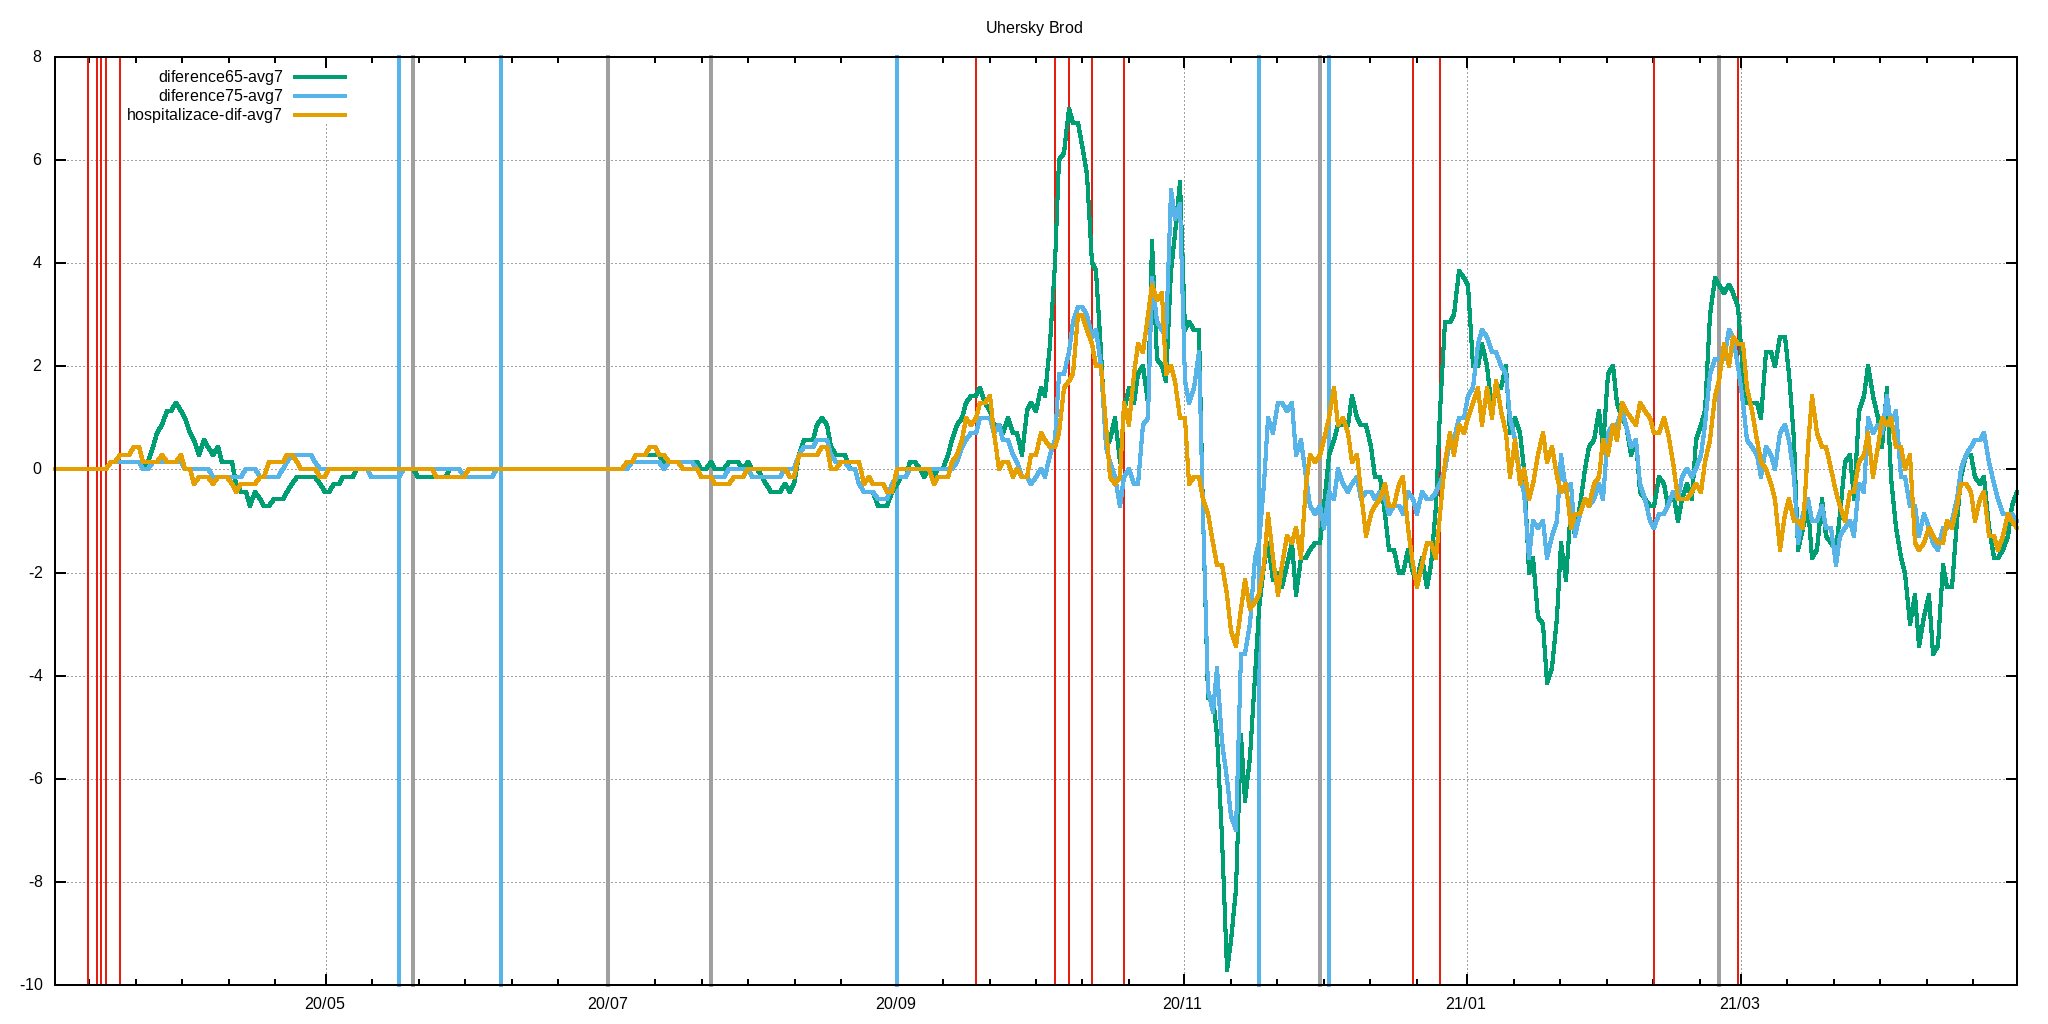 Uhersky Brod
8
diference65-avg7
diference75-avg7
hospitalizace-dif-avg7
6
4
2
0
-2
-4
-6
-8
-10
20/05 20/07 20/09 20/11 21/01 21/03